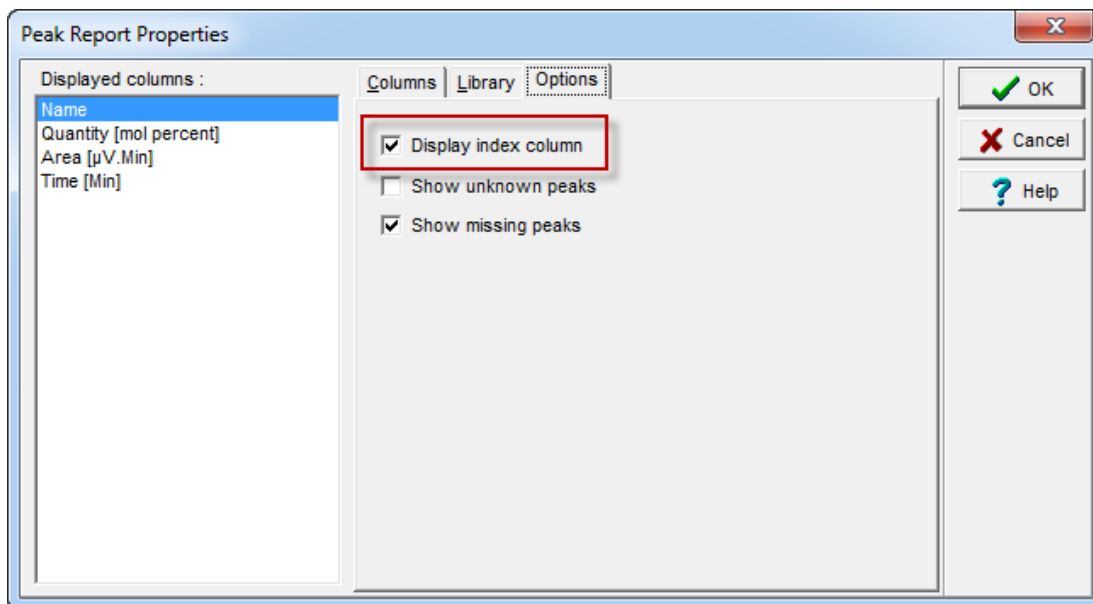 Peak Report Properties
Displayed columns :
Name
Quantity [mol percent]
Area [µV.Min]
Time [Min]
Columns
Library
Options
Display index column
Show unknown peaks
Show missing peaks
OK
Cancel
? Help